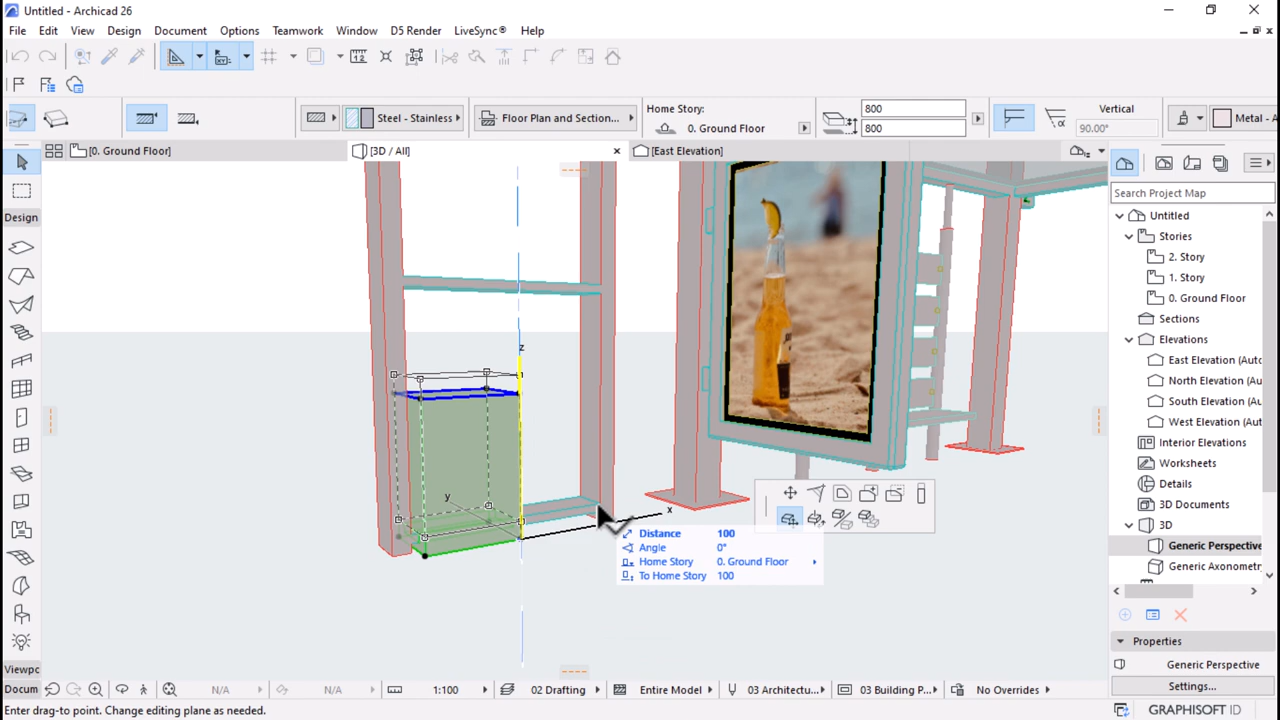 Untitled - Archicad 26
File Edit View Design Document Options Teamwork Window D5 Render LiveSync® Help
Steel - Stainless
Floor Plan and Section...
Home Story:
0. Ground Floor
800
800
Vertical
90.00°
Metal - A
[0. Ground Floor]
[3D / All]
[East Elevation]
Search Project Map
Design
Untitled
Stories
2. Story
1. Story
0. Ground Floor
Sections
Elevations
East Elevation (Auto
North Elevation (Aut
South Elevation (Au
West Elevation (Aut
Interior Elevations
Worksheets
Details
3D Documents
3D
Generic Perspective
Generic Axonometr
z
y
x
Distance 100
Angle 0°
Home Story 0. Ground Floor
To Home Story 100
Properties
Generic Perspective
Settings...
Viewpc
Docum
N/A
N/A
1:100
02 Drafting
Entire Model
03 Architectu...
03 Building P...
No Overrides
Enter drag-to point. Change editing plane as needed.
GRAPHISOFT ID